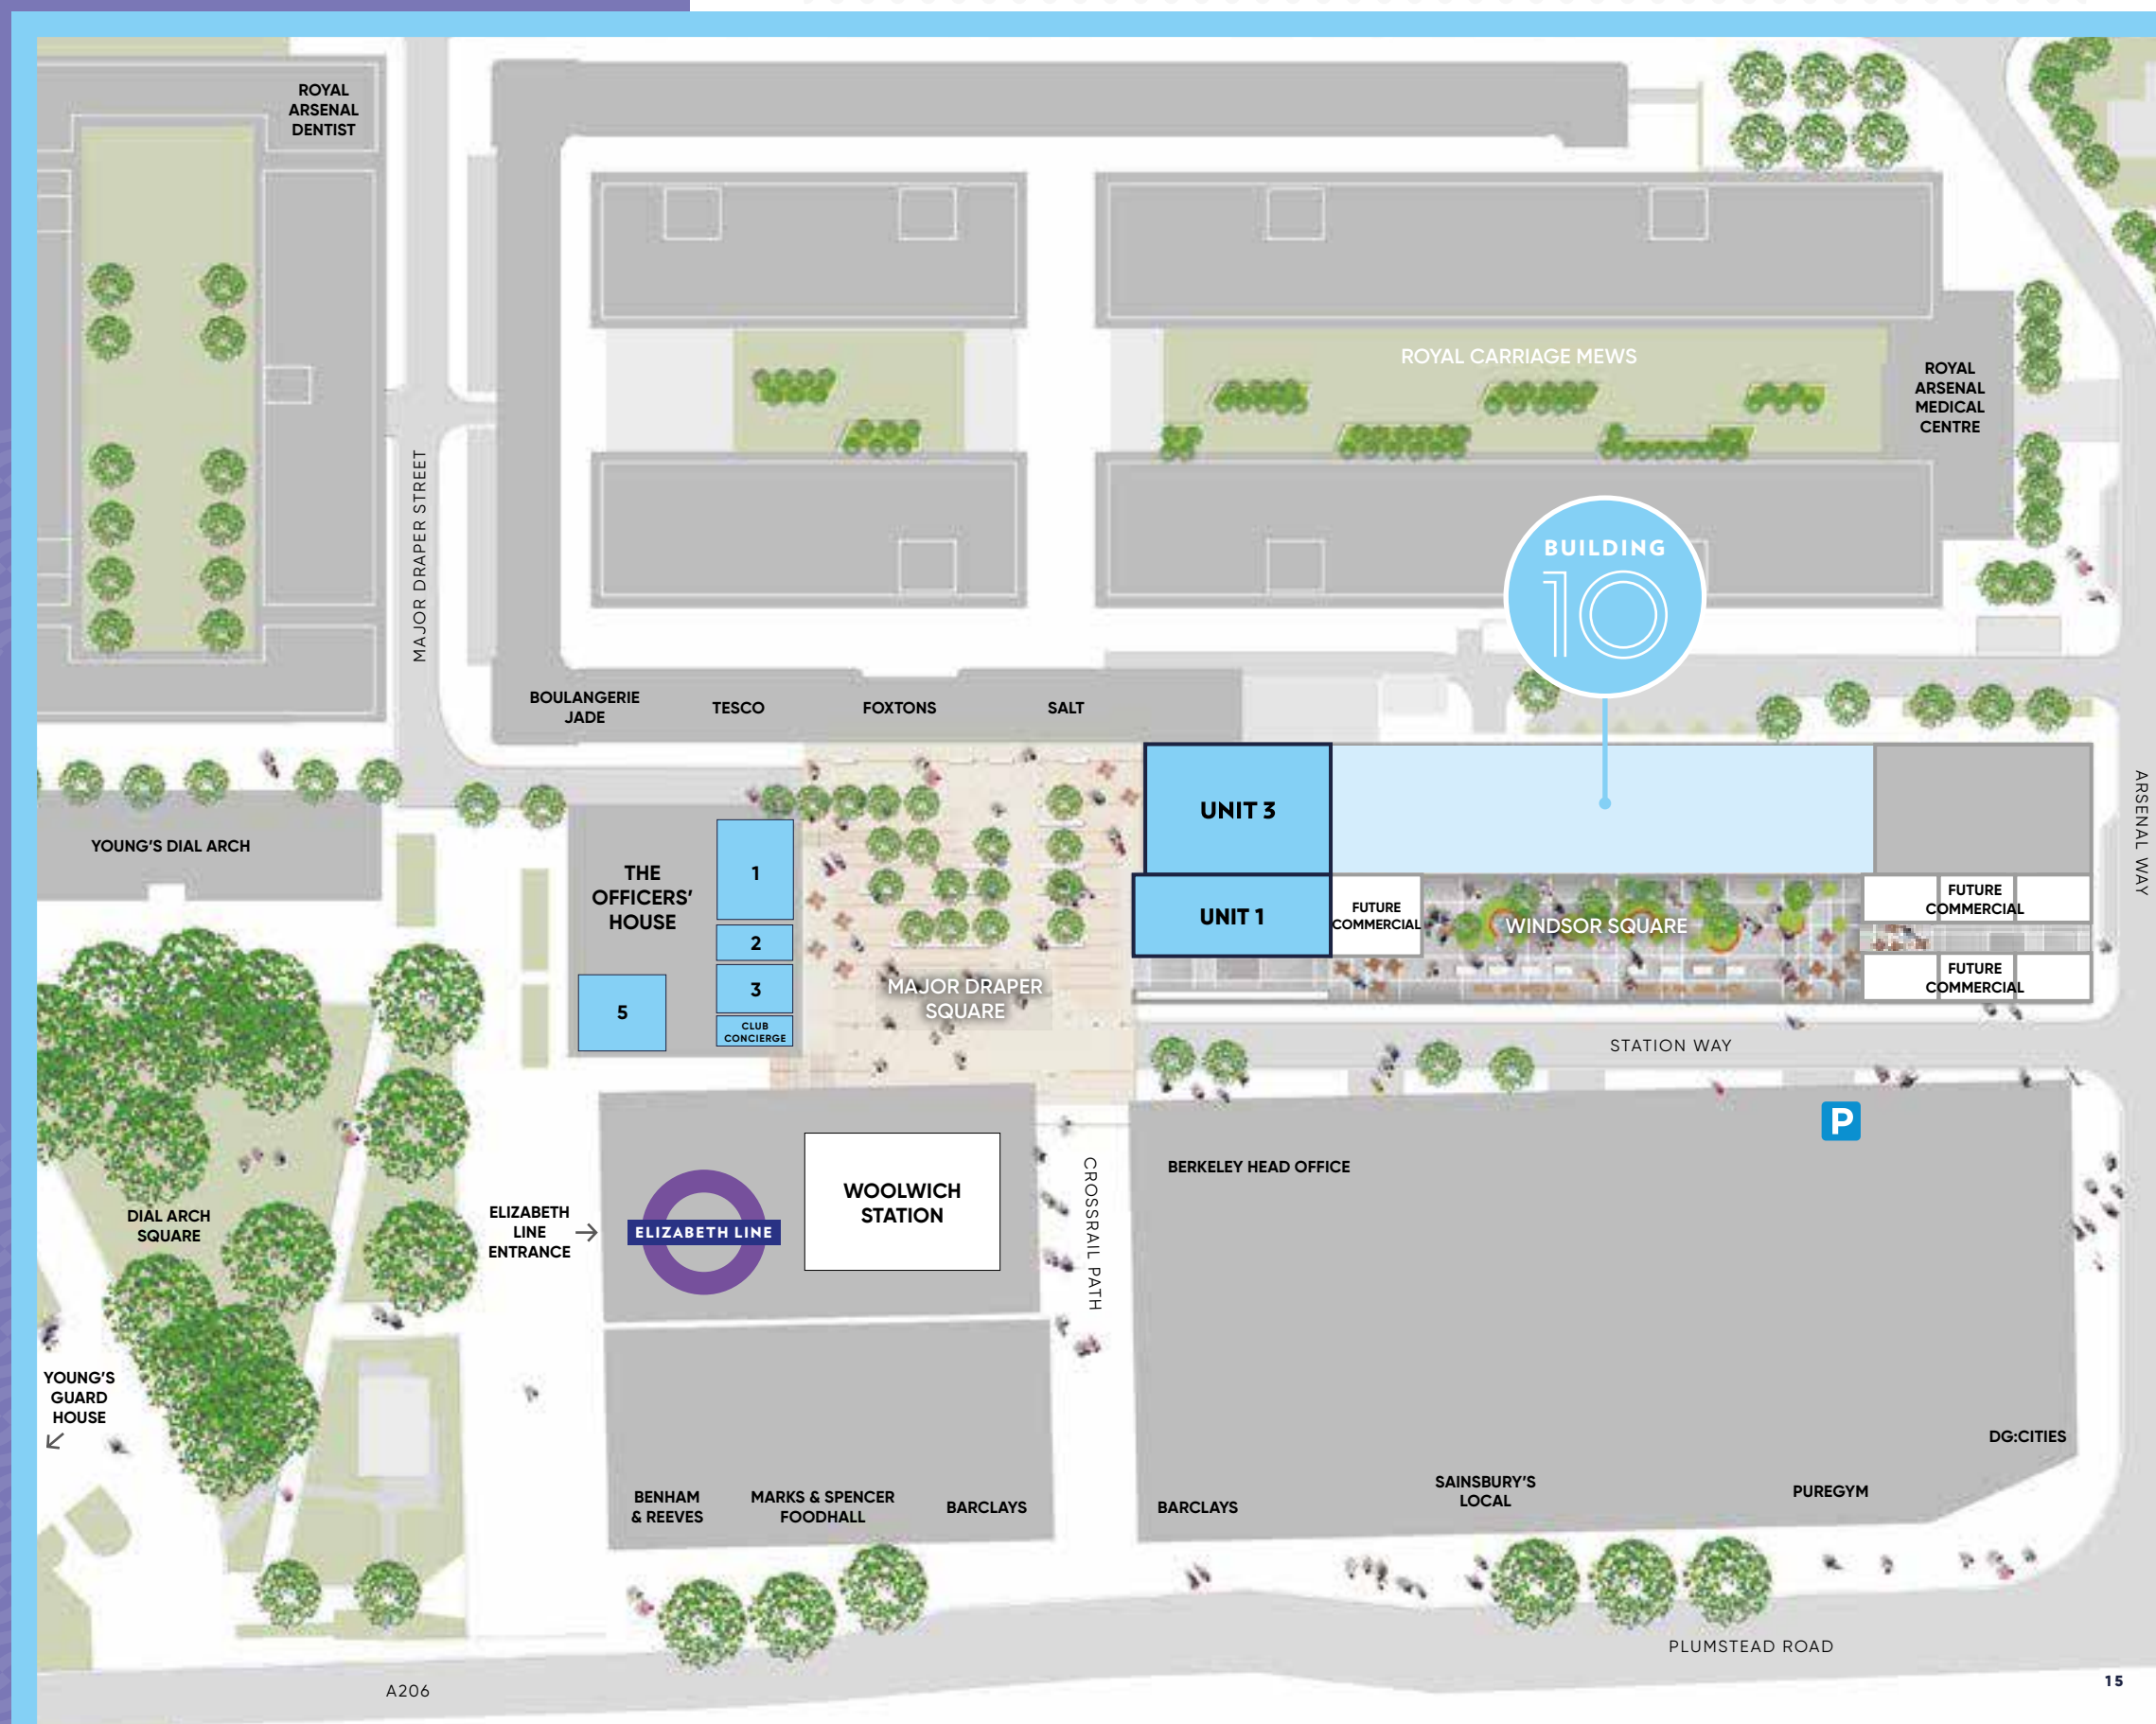 ROYAL
ARSENAL
DENTIST
ROYAL CARRIAGE MEWS
ROYAL
ARSENAL
MEDICAL
CENTRE
MAJOR DRAPER STREET
BUILDING
10
BOULANGERIE
JADE
TESCO
FOXTONS
SALT
ARSENAL WAY
YOUNG'S DIAL ARCH
THE
OFFICERS'
HOUSE
1
2
3
5
CLUB
CONCIERGE
UNIT 3
UNIT 1
FUTURE
COMMERCIAL
WINDSOR SQUARE
FUTURE
COMMERCIAL
FUTURE
COMMERCIAL
MAJOR DRAPER
SQUARE
STATION WAY
P
BERKELEY HEAD OFFICE
CROSSRAIL PATH
WOOLWICH
STATION
ELIZABETH LINE
ELIZABETH
LINE
ENTRANCE
DIAL ARCH
SQUARE
YOUNG'S
GUARD
HOUSE
DG:CITIES
BENHAM
& REEVES
MARKS & SPENCER
FOODHALL
BARCLAYS
BARCLAYS
SAINSBURY'S
LOCAL
PUREGYM
PLUMSTEAD ROAD
A206
15